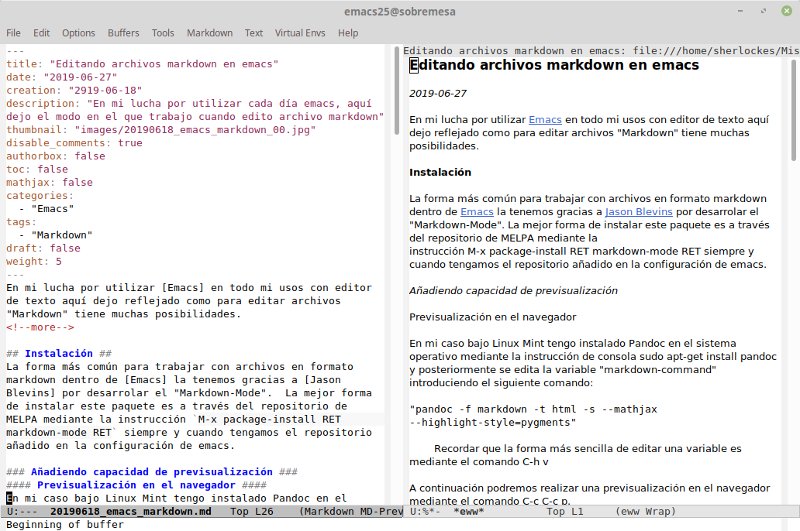 emacs25@sobremesa
File Edit Options Buffers Tools Markdown Text Virtual Envs Help
---
title: "Editando archivos markdown en emacs"
date: "2019-06-27"
creation: "2919-06-18"
description: "En mi lucha por utilizar cada día emacs, aquí
dejo el modo en el que trabajo cuando edito archivo markdown"
thumbnail: "images/20190618_emacs_markdown_00.jpg"
disable_comments: true
authorbox: false
toc: false
mathjax: false
categories:
- "Emacs"
tags:
- "Markdown"
draft: false
weight: 5
---
En mi lucha por utilizar [Emacs] en todo mi usos con editor
de texto aquí dejo reflejado como para editar archivos
"Markdown" tiene muchas posibilidades.
<!--more-->
## Instalación ##
La forma más común para trabajar con archivos en formato
markdown dentro de [Emacs] la tenemos gracias a [Jason
Blevins] por desarrolar el "Markdown-Mode".  La mejor forma
de instalar este paquete es a través del repositorio de
MELPA mediante la instrucción `M-x package-install RET
markdown-mode RET` siempre y cuando tengamos el repositorio
añadido en la configuración de emacs.
### Añadiendo capacidad de previsualización ###
#### Previsualización en el navegador ####
En mi caso bajo Linux Mint tengo instalado Pandoc en el
U:--- 20190618_emacs_markdown.md Top L26 (Markdown MD-Prev
Beginning of buffer
Editando archivos markdown en emacs: file:///home/sherlockes/Mis
Editando archivos markdown en emacs
2019-06-27
En mi lucha por utilizar Emacs en todo mi usos con editor de texto aquí
dejo reflejado como para editar archivos "Markdown" tiene muchas
posibilidades.
Instalación
La forma más común para trabajar con archivos en formato markdown
dentro de Emacs la tenemos gracias a Jason Blevins por desarrolar el
"Markdown-Mode". La mejor forma de instalar este paquete es a través
del repositorio de MELPA mediante la
instrucción M-x package-install RET markdown-mode RET siempre y
cuando tengamos el repositorio añadido en la configuración de emacs.
Añadiendo capacidad de previsualización
Previsualización en el navegador
En mi caso bajo Linux Mint tengo instalado Pandoc en el sistema
operativo mediante la instrucción de consola sudo apt-get install pandoc
y posteriormente se edita la variable "markdown-command"
introduciendo el siguiente comando:
"pandoc -f markdown -t html -s --mathjax
--highlight-style=pygments"
Recordar que la forma más sencilla de editar una variable es
mediante el comando C-h v
A continuación podremos realizar una previsualización en el navegador
mediante el comando C-c C-c p.
U:%*- *eww* Top L1 (eww Wrap)